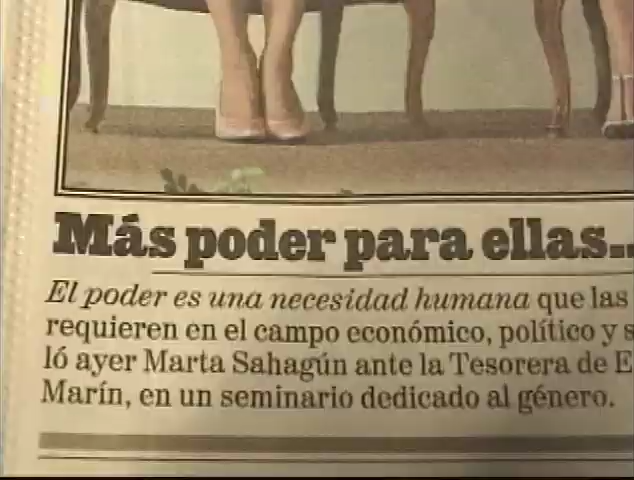 Más poder para ellas..
El poder es una necesidad humana que las
requieren en el campo económico, político y s
ló ayer Marta Sahagún ante la Tesorera de E
Marín, en un seminario dedicado al género.